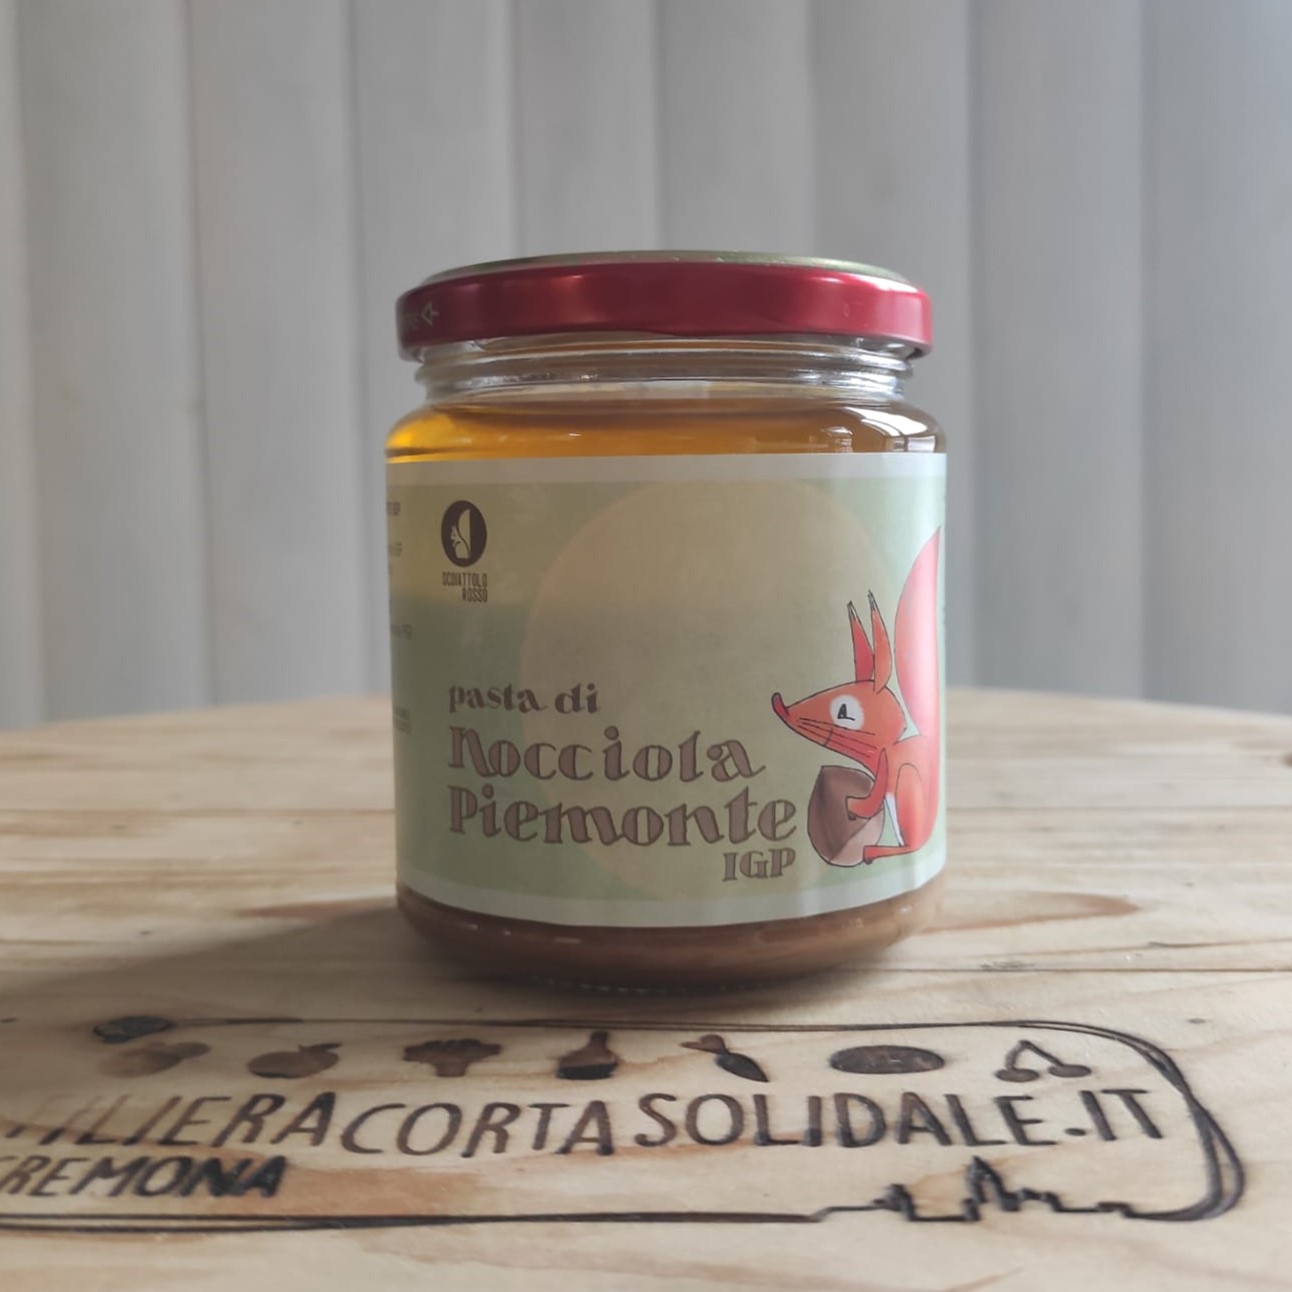 SCOIATTOLO
ROSSO
pasta di
Nocciola
Piemonte
IGP
FILIERACORTASOLIDALE.IT
CREMONA